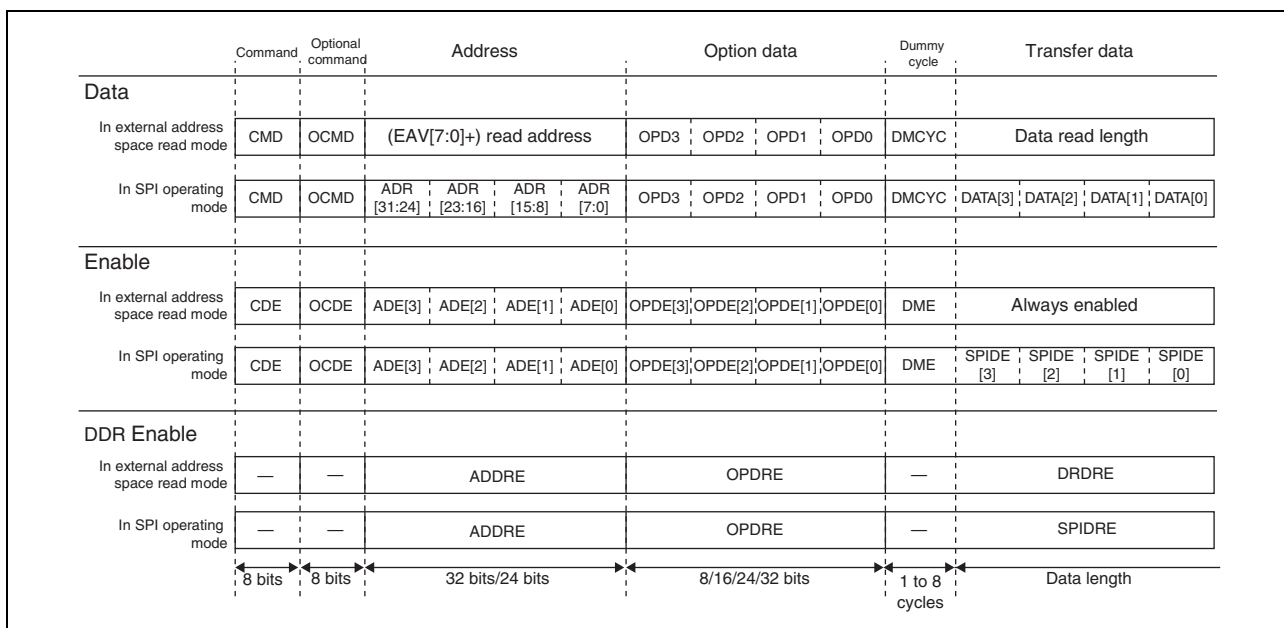 Command Optional command Address Option data Dummy cycle Transfer data
Data
In external address space read mode CMD OCMD (EAV[7:0]+) read address OPD3 OPD2 OPD1 OPD0 DMCYC Data read length
In SPI operating mode CMD OCMD ADR [31:24] ADR [23:16] ADR [15:8] ADR [7:0] OPD3 OPD2 OPD1 OPD0 DMCYC DATA[3] DATA[2] DATA[1] DATA[0]
Enable
In external address space read mode CDE OCDE ADE[3] ADE[2] ADE[1] ADE[0] OPDE[3] OPDE[2] OPDE[1] OPDE[0] DME Always enabled
In SPI operating mode CDE OCDE ADE[3] ADE[2] ADE[1] ADE[0] OPDE[3] OPDE[2] OPDE[1] OPDE[0] DME SPIDE [3] SPIDE [2] SPIDE [1] SPIDE [0]
DDR Enable
In external address space read mode — — ADDRE OPDRE — DRDRE
In SPI operating mode — — ADDRE OPDRE — SPIDRE
8 bits 8 bits 32 bits/24 bits 8/16/24/32 bits 1 to 8 cycles Data length